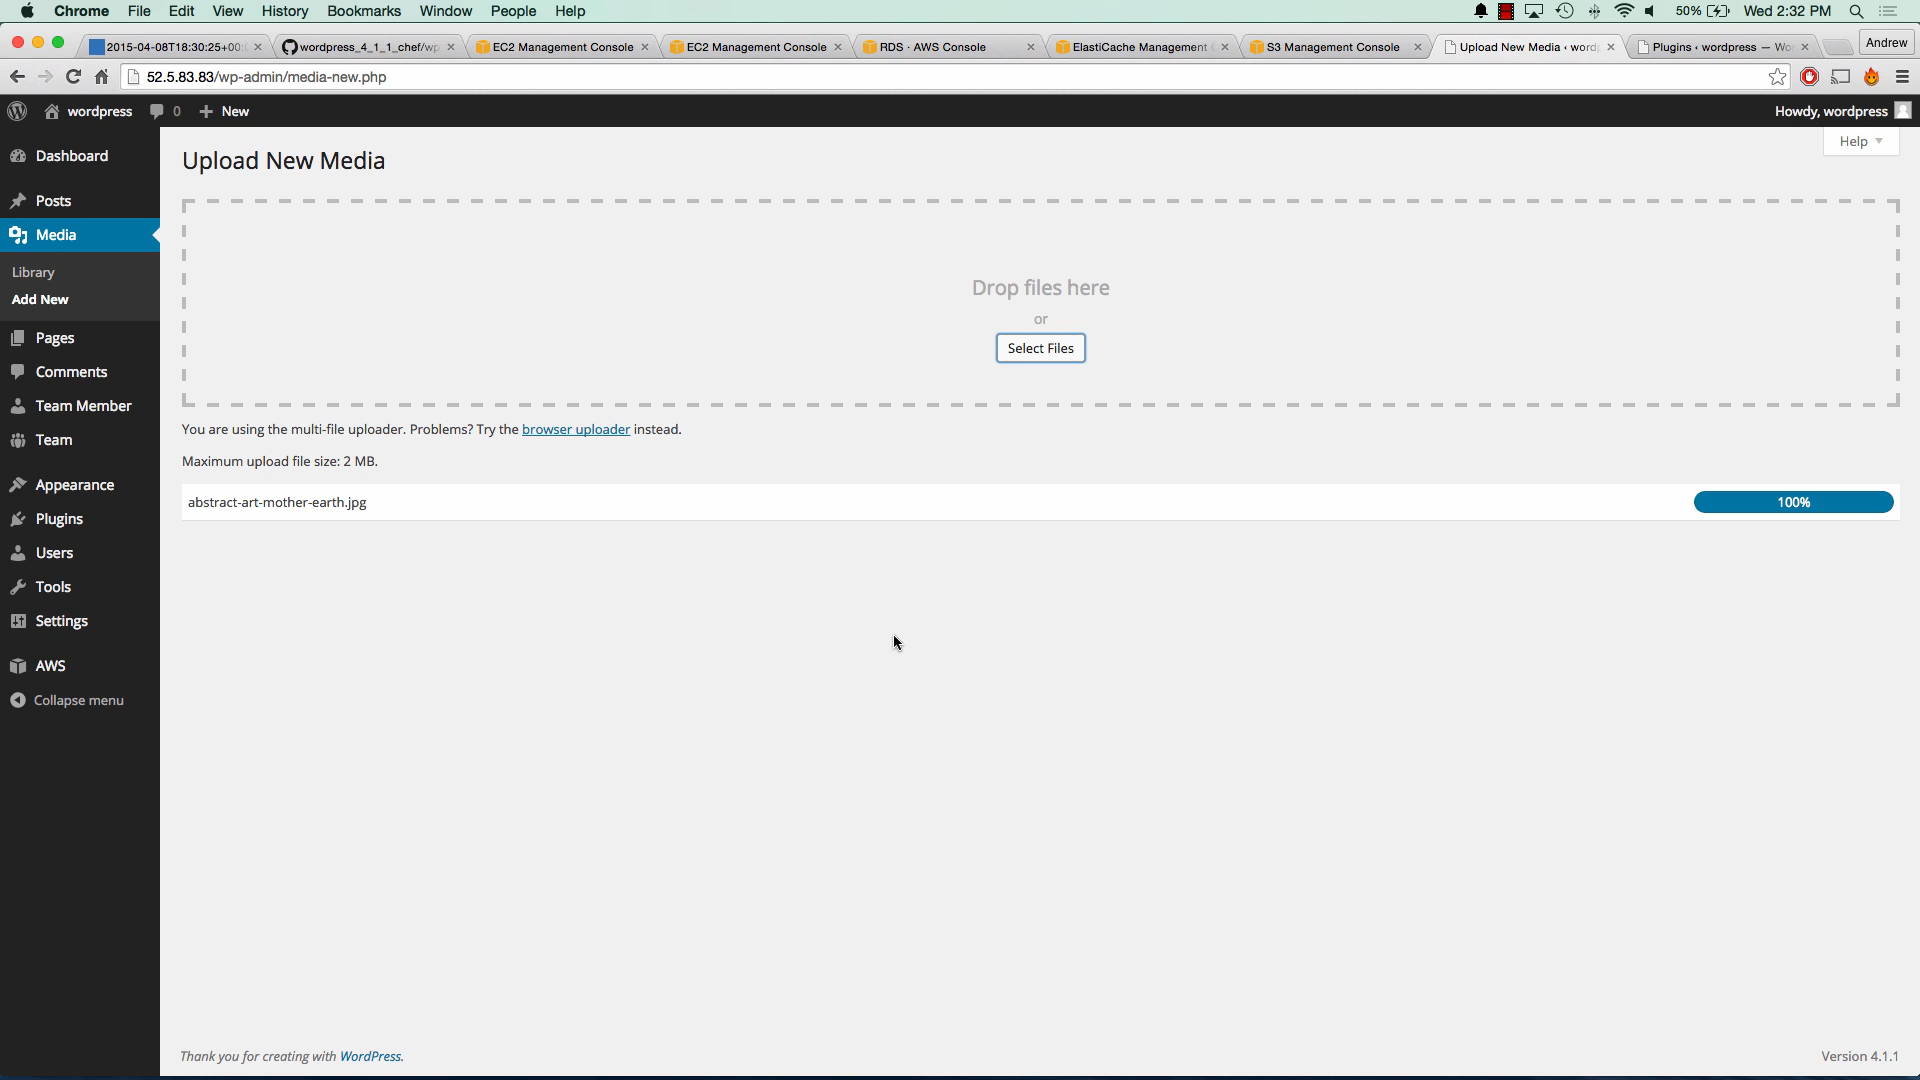 Chrome File Edit View History Bookmarks Window People Help 50% Wed 2:32 PM
2015-04-08T18:30:25+00: wordpress_4_1_1_chef/wp EC2 Management Console EC2 Management Console RDS · AWS Console ElastiCache Management S3 Management Console Upload New Media ‹ word Plugins ‹ wordpress — Wo Andrew
52.5.83.83/wp-admin/media-new.php
wordpress 0 New Howdy, wordpress
Help
Dashboard
Posts
Media
Library
Add New
Pages
Comments
Team Member
Team
Appearance
Plugins
Users
Tools
Settings
AWS
Collapse menu
Upload New Media
Drop files here
or
Select Files
You are using the multi-file uploader. Problems? Try the browser uploader instead.
Maximum upload file size: 2 MB.
abstract-art-mother-earth.jpg 100%
Thank you for creating with WordPress. Version 4.1.1